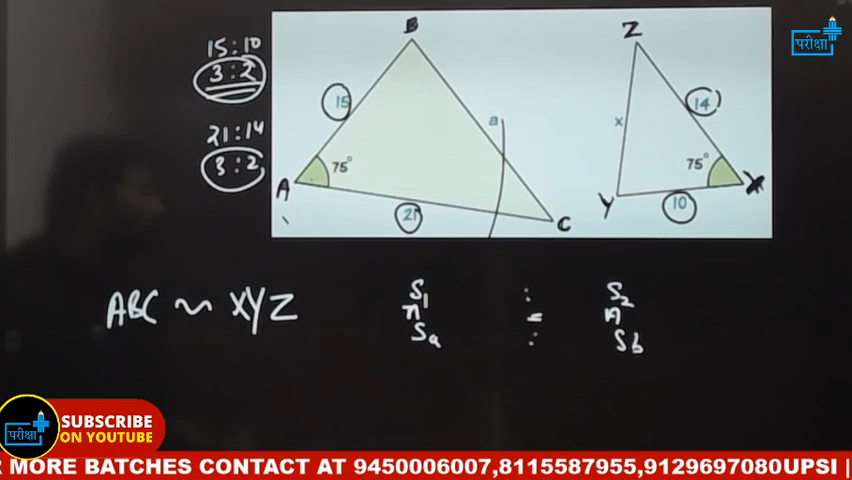 15:10
3:2
21:14
3:2
B
15
a
75°
A
21
C
Z
14
x
75°
Y
10
X
परीक्षा
ABC ~ XYZ
S1
S2
Sa
Sb
परीक्षा
SUBSCRIBE
ON YOUTUBE
R MORE BATCHES CONTACT AT 9450006007,8115587955,9129697080UPSI |